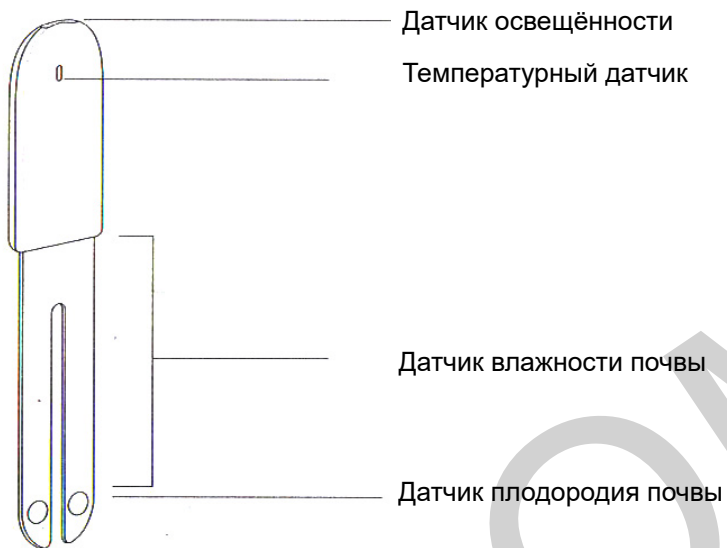 Датчик освещённости
Температурный датчик
Датчик влажности почвы
Датчик плодородия почвы